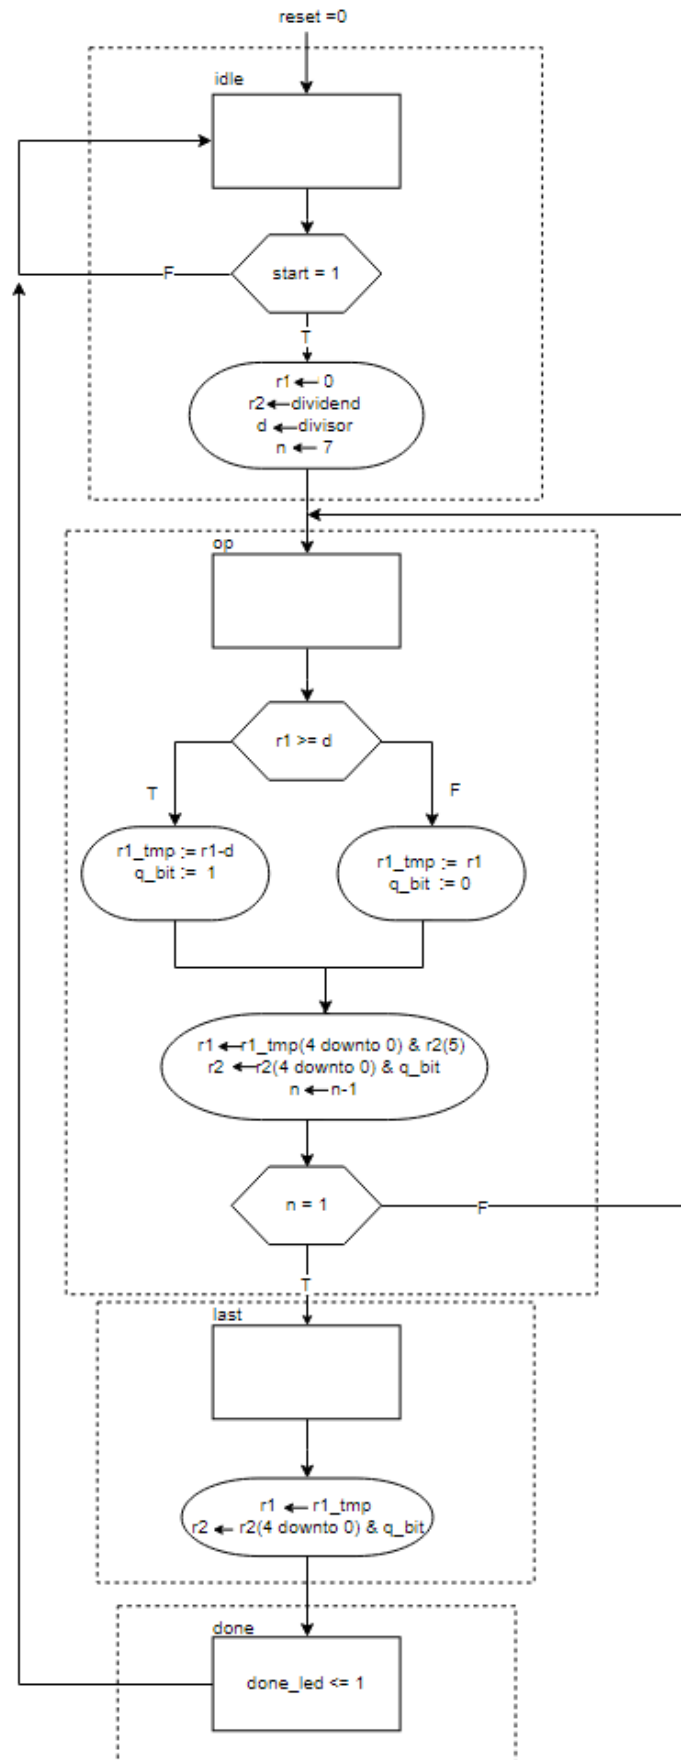 reset =0
idle
start = 1
F
T
r1 ← 0
r2 ← dividend
d ← divisor
n ← 7
op
r1 >= d
T
F
r1_tmp := r1-d
q_bit := 1
r1_tmp := r1
q_bit := 0
r1 ← r1_tmp(4 downto 0) & r2(5)
r2 ← r2(4 downto 0) & q_bit
n ← n-1
n = 1
F
T
last
r1 ← r1_tmp
r2 ← r2(4 downto 0) & q_bit
done
done_led <= 1